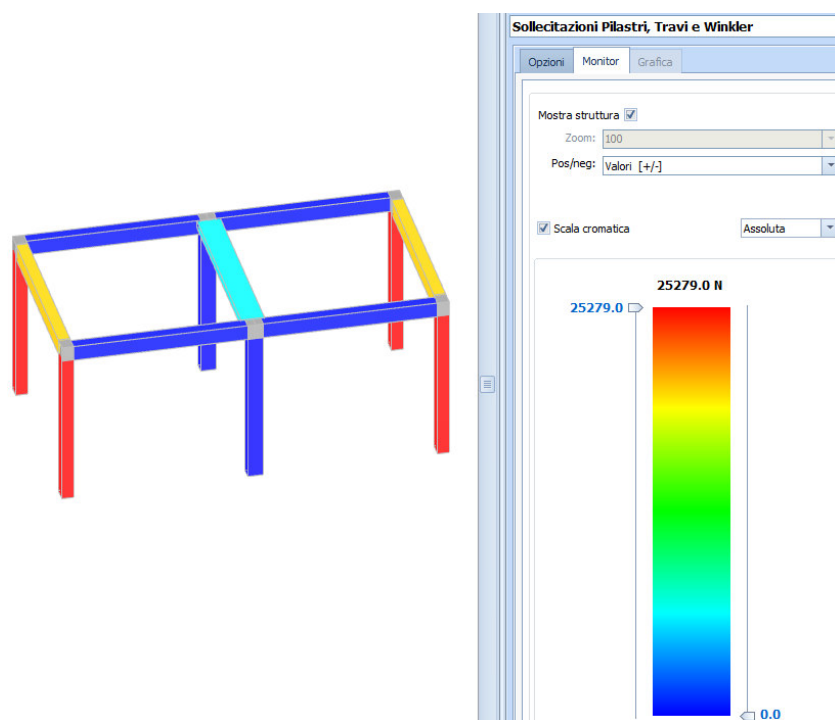 Sollecitazioni Pilastri, Travi e Winkler
Opzioni Monitor Grafica
Mostra struttura
Zoom: 100
Pos/neg: Valori [+/-]
Scala cromatica Assoluta
25279.0 N
25279.0
0.0